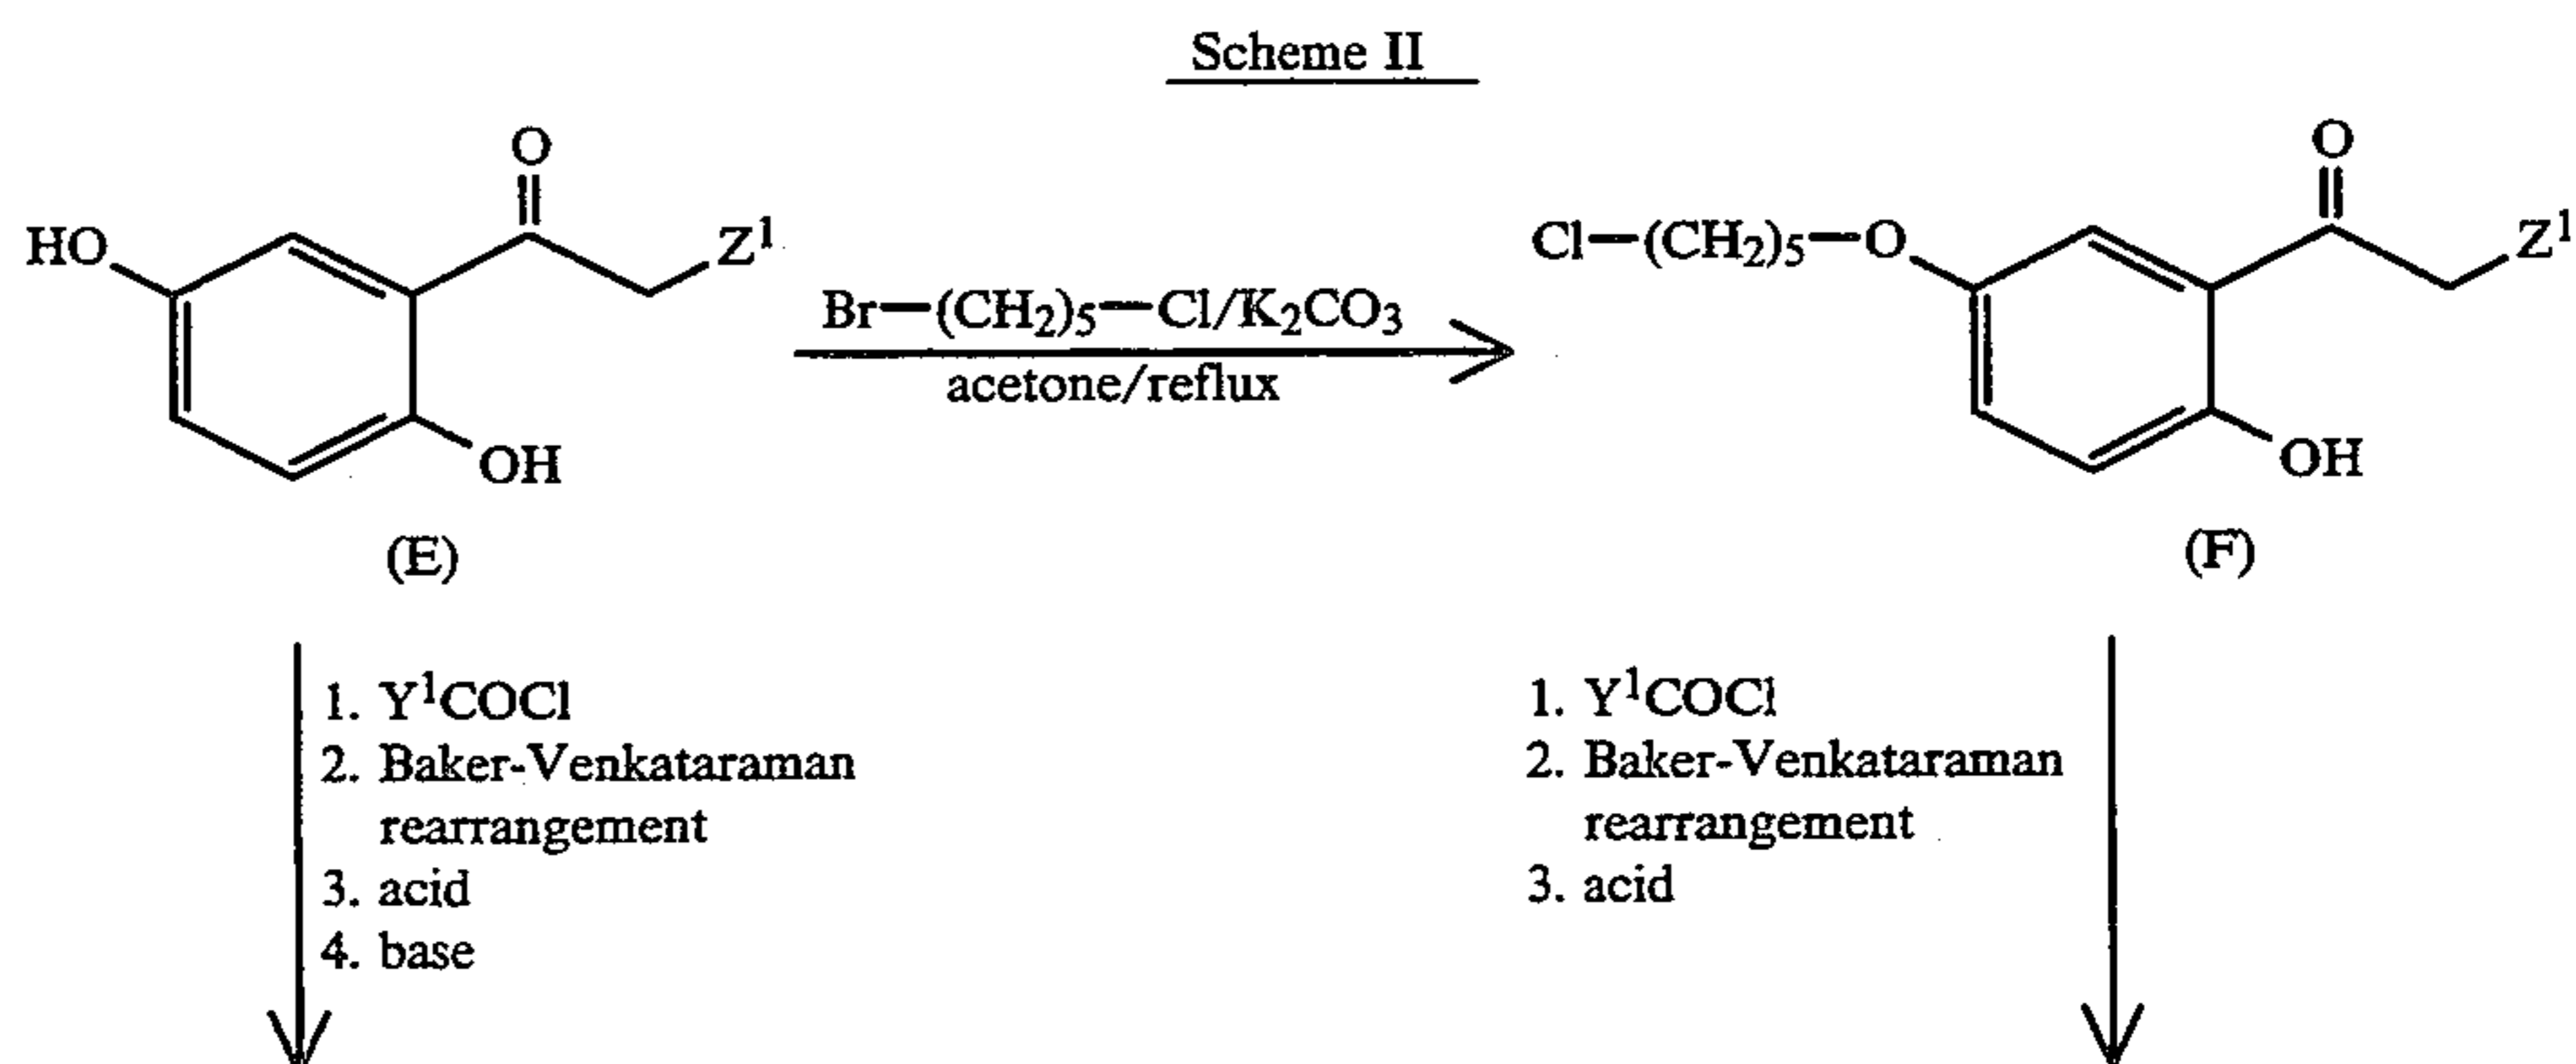 Scheme II
O
HO
Z¹
OH
(E)
Br—(CH₂)₅—Cl/K₂CO₃
acetone/reflux
O
Cl—(CH₂)₅—O
Z¹
OH
(F)
1. Y¹COCl
2. Baker-Venkataraman
rearrangement
3. acid
4. base
1. Y¹COCl
2. Baker-Venkataraman
rearrangement
3. acid